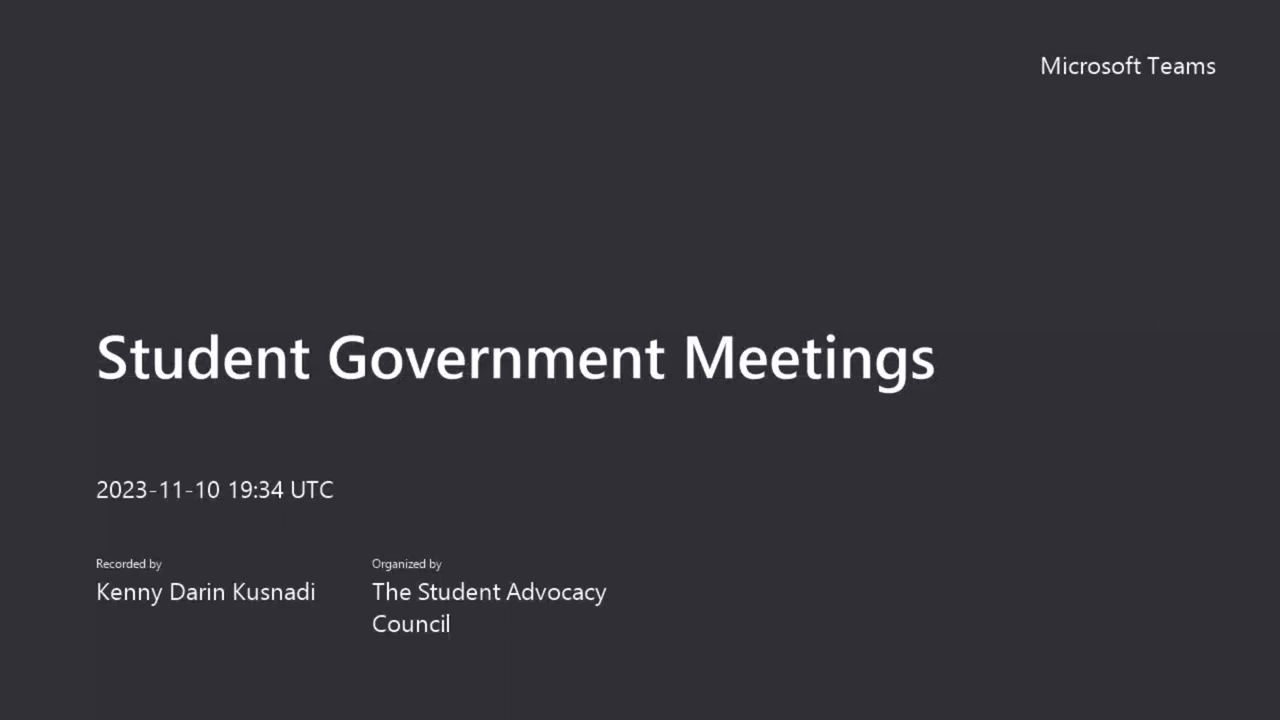 Microsoft Teams
Student Government Meetings
2023-11-10 19:34 UTC
Recorded by
Kenny Darin Kusnadi
Organized by
The Student Advocacy
Council